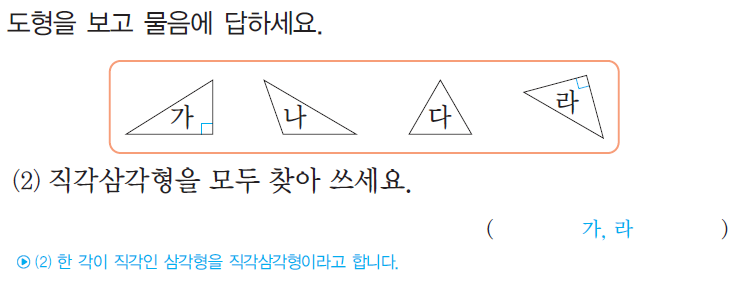 도형을 보고 물음에 답하세요.
가 나 다 라
(2) 직각삼각형을 모두 찾아 쓰세요.
( 가, 라 )
(2) 한 각이 직각인 삼각형을 직각삼각형이라고 합니다.